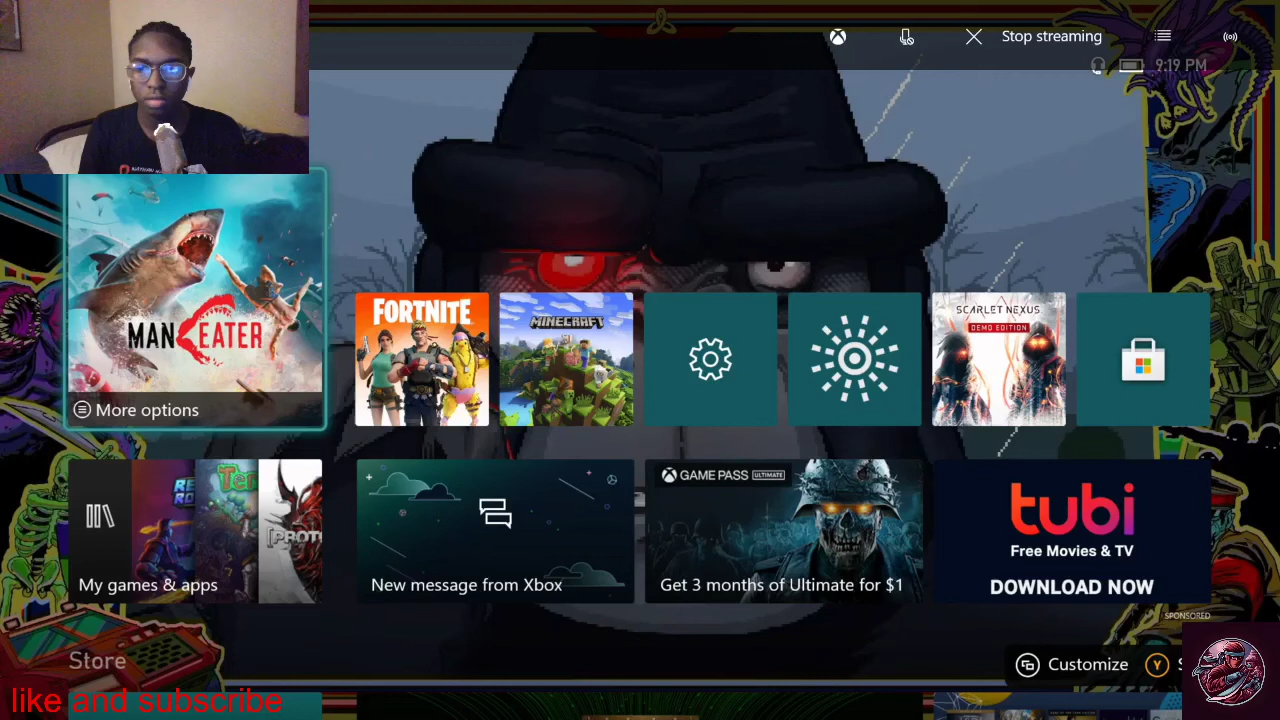 Stop streaming
9:19 PM
MANEATER
More options
FORTNITE
MINECRAFT
SCARLET NEXUS
DEMO EDITION
My games & apps
New message from Xbox
GAME PASS ULTIMATE
Get 3 months of Ultimate for $1
tubi
Free Movies & TV
DOWNLOAD NOW
SPONSORED
Store
Customize
Y
like and subscribe